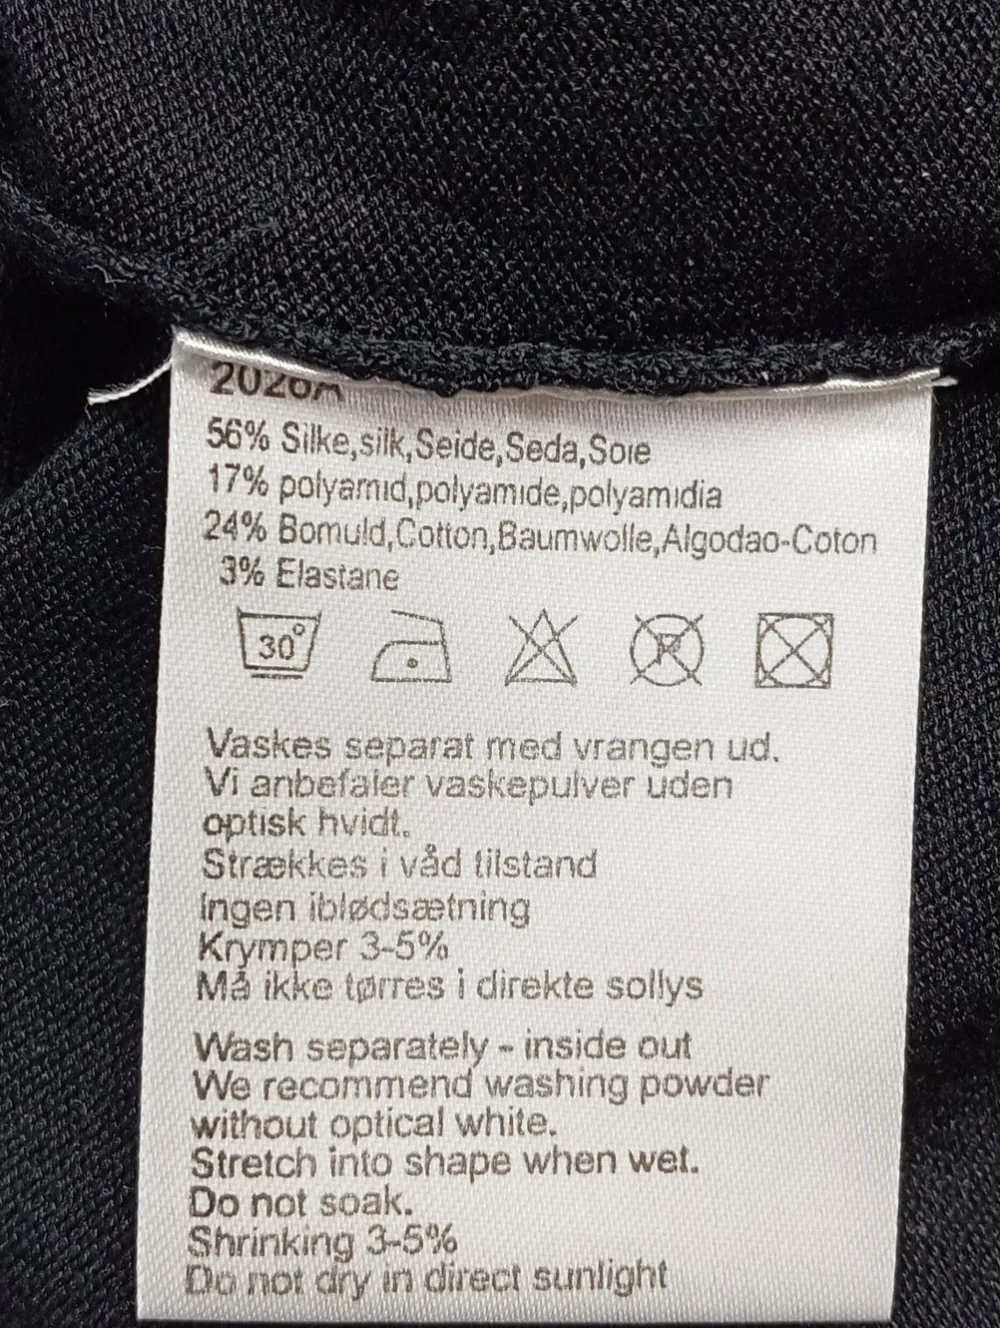 2026A
56% Silke,silk,Seide,Seda,Soie
17% polyamid,polyamide,polyamidia
24% Bomuld,Cotton,Baumwolle,Algodao-Coton
3% Elastane
30° P
Vaskes separat med vrangen ud.
Vi anbefaler vaskepulver uden
optisk hvidt.
Strækkes i våd tilstand
Ingen iblødsætning
Krymper 3-5%
Må ikke tørres i direkte sollys
Wash separately - inside out
We recommend washing powder
without optical white.
Stretch into shape when wet.
Do not soak.
Shrinking 3-5%
Do not dry in direct sunlight